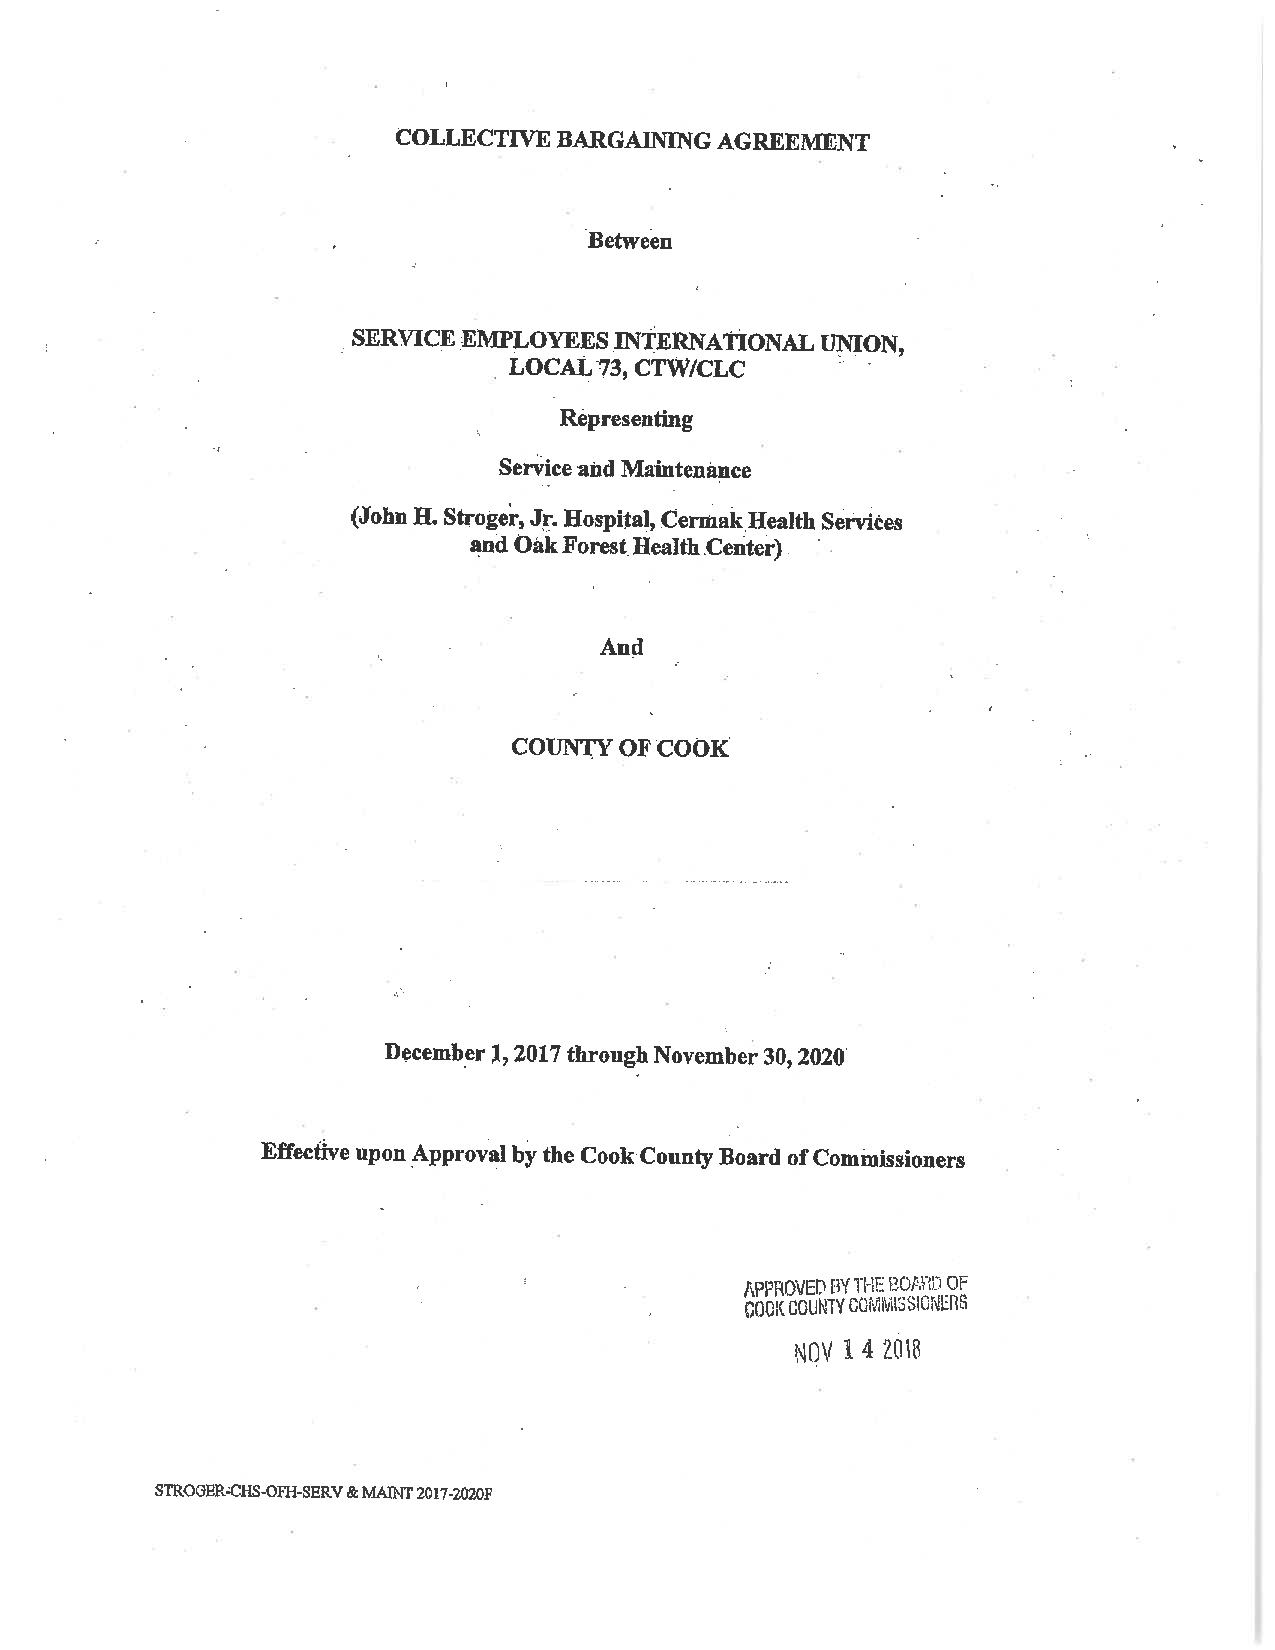 COLLECTIVE BARGAINING AGREEMENT
Between
SERVICE EMPLOYEES INTERNATIONAL UNION,
LOCAL 73, CTW/CLC
Representing
Service and Maintenance
(John H. Stroger, Jr. Hospital, Cermak Health Services
and Oak Forest Health Center)
And
COUNTY OF COOK
December 1, 2017 through November 30, 2020
Effective upon Approval by the Cook County Board of Commissioners
APPROVED BY THE BOARD OF
COOK COUNTY COMMISSIONERS
NOV 14 2018
STROGER-CHS-OFH-SERV & MAINT 2017-2020F